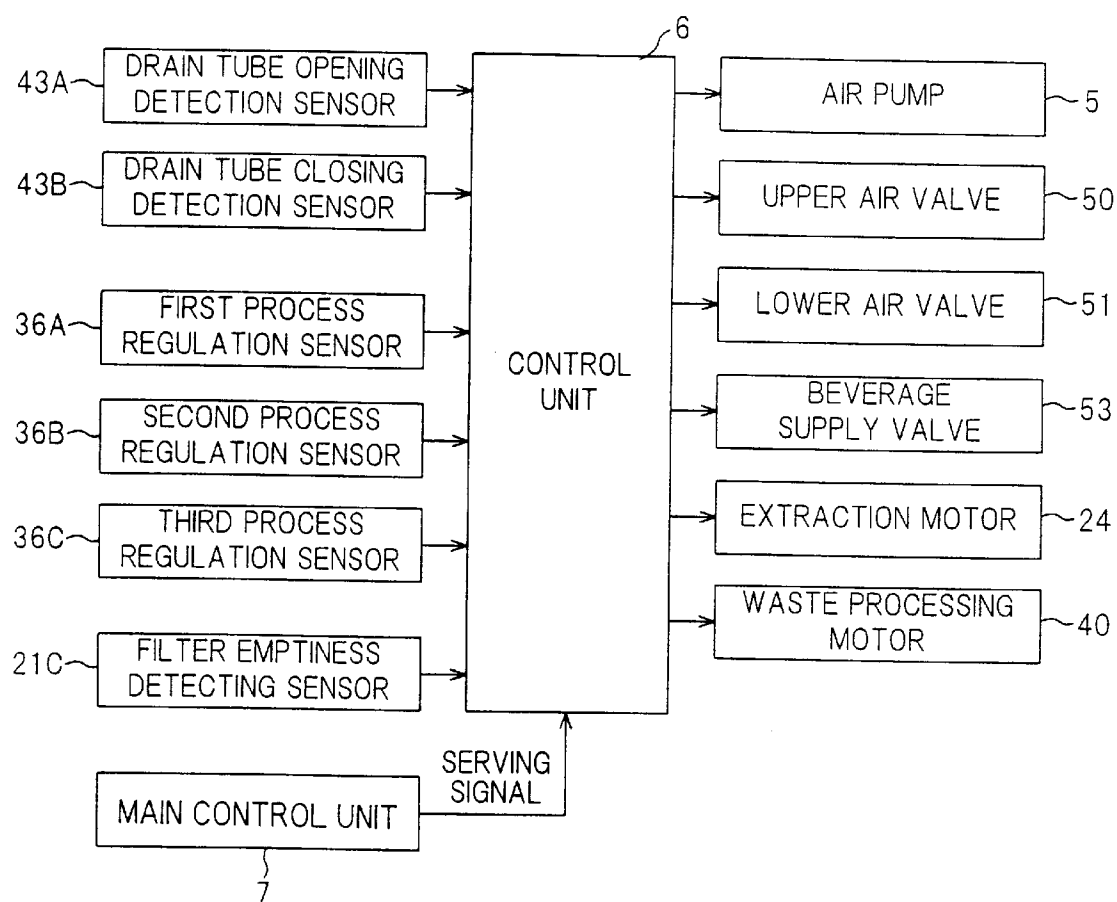 6
43A
DRAIN TUBE OPENING
DETECTION SENSOR
43B
DRAIN TUBE CLOSING
DETECTION SENSOR
36A
FIRST PROCESS
REGULATION SENSOR
36B
SECOND PROCESS
REGULATION SENSOR
36C
THIRD PROCESS
REGULATION SENSOR
21C
FILTER EMPTINESS
DETECTING SENSOR
MAIN CONTROL UNIT
7
SERVING
SIGNAL
CONTROL
UNIT
AIR PUMP
5
UPPER AIR VALVE
50
LOWER AIR VALVE
51
BEVERAGE
SUPPLY VALVE
53
EXTRACTION MOTOR
24
WASTE PROCESSING
MOTOR
40